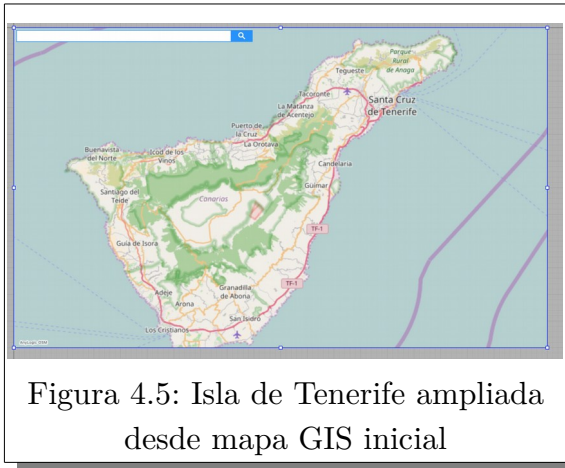 Parque
Rural
de Anaga
Tegueste
Tacoronte
Santa Cruz
de Tenerife
La Matanza
de Acentejo
Puerto de
la Cruz
La Orotava
Buenavista
del Norte
Icod de los
Vinos
Candelaria
Santiago del
Teide
Canarias
Güímar
TF-1
Guía de Isora
TF-1
Adeje
Granadilla
de Abona
Arona
San Isidro
Los Cristianos
Figura 4.5: Isla de Tenerife ampliada
desde mapa GIS inicial